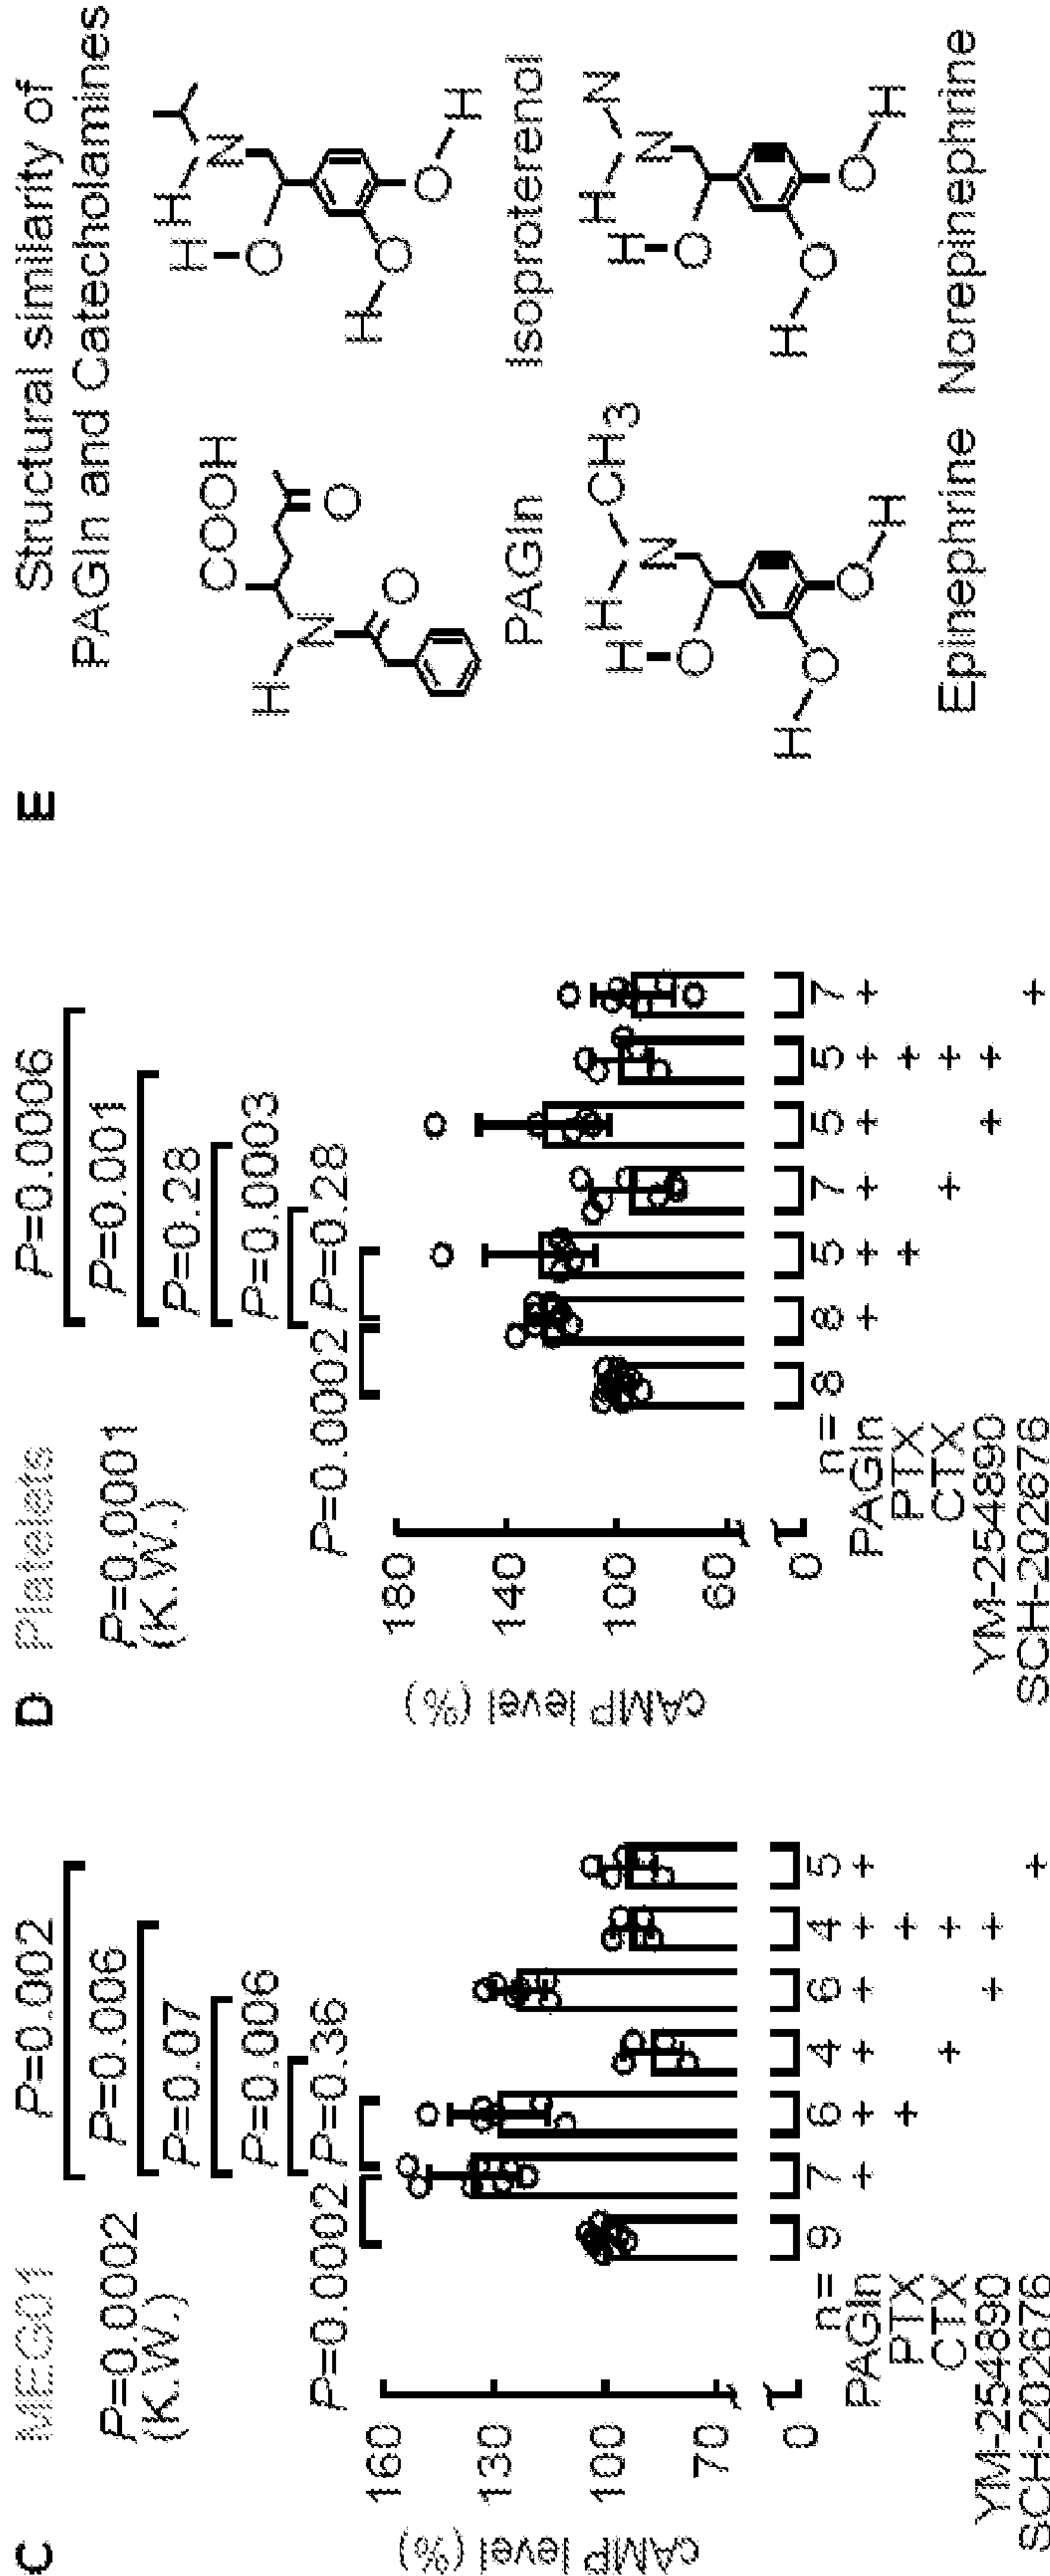 C MEG01
P=0.0002
(K.W.)
P=0.002
P=0.006
P=0.07
P=0.006
P=0.0002 P=0.36
cAMP level (%)
160
130
100
70
0
n= 9 7 6 4 6 4 5
PAGln + + + + + +
PTX + +
CTX + +
YM-254890 + +
SCH-202676 +
D Platelets
P=0.0001
(K.W.)
P=0.0006
P=0.001
P=0.28
P=0.0003
P=0.0002 P=0.28
cAMP level (%)
180
140
100
60
0
n= 8 8 5 7 5 5 7
PAGln + + + + + +
PTX + +
CTX + +
YM-254890 + +
SCH-202676 +
E Structural similarity of
PAGln and Catecholamines
H N O COOH O
PAGln
H O H N H O O H
Isoproterenol
H O H N CH3 H O O H
Epinephrine
H O H N N H O O H
Norepinephrine